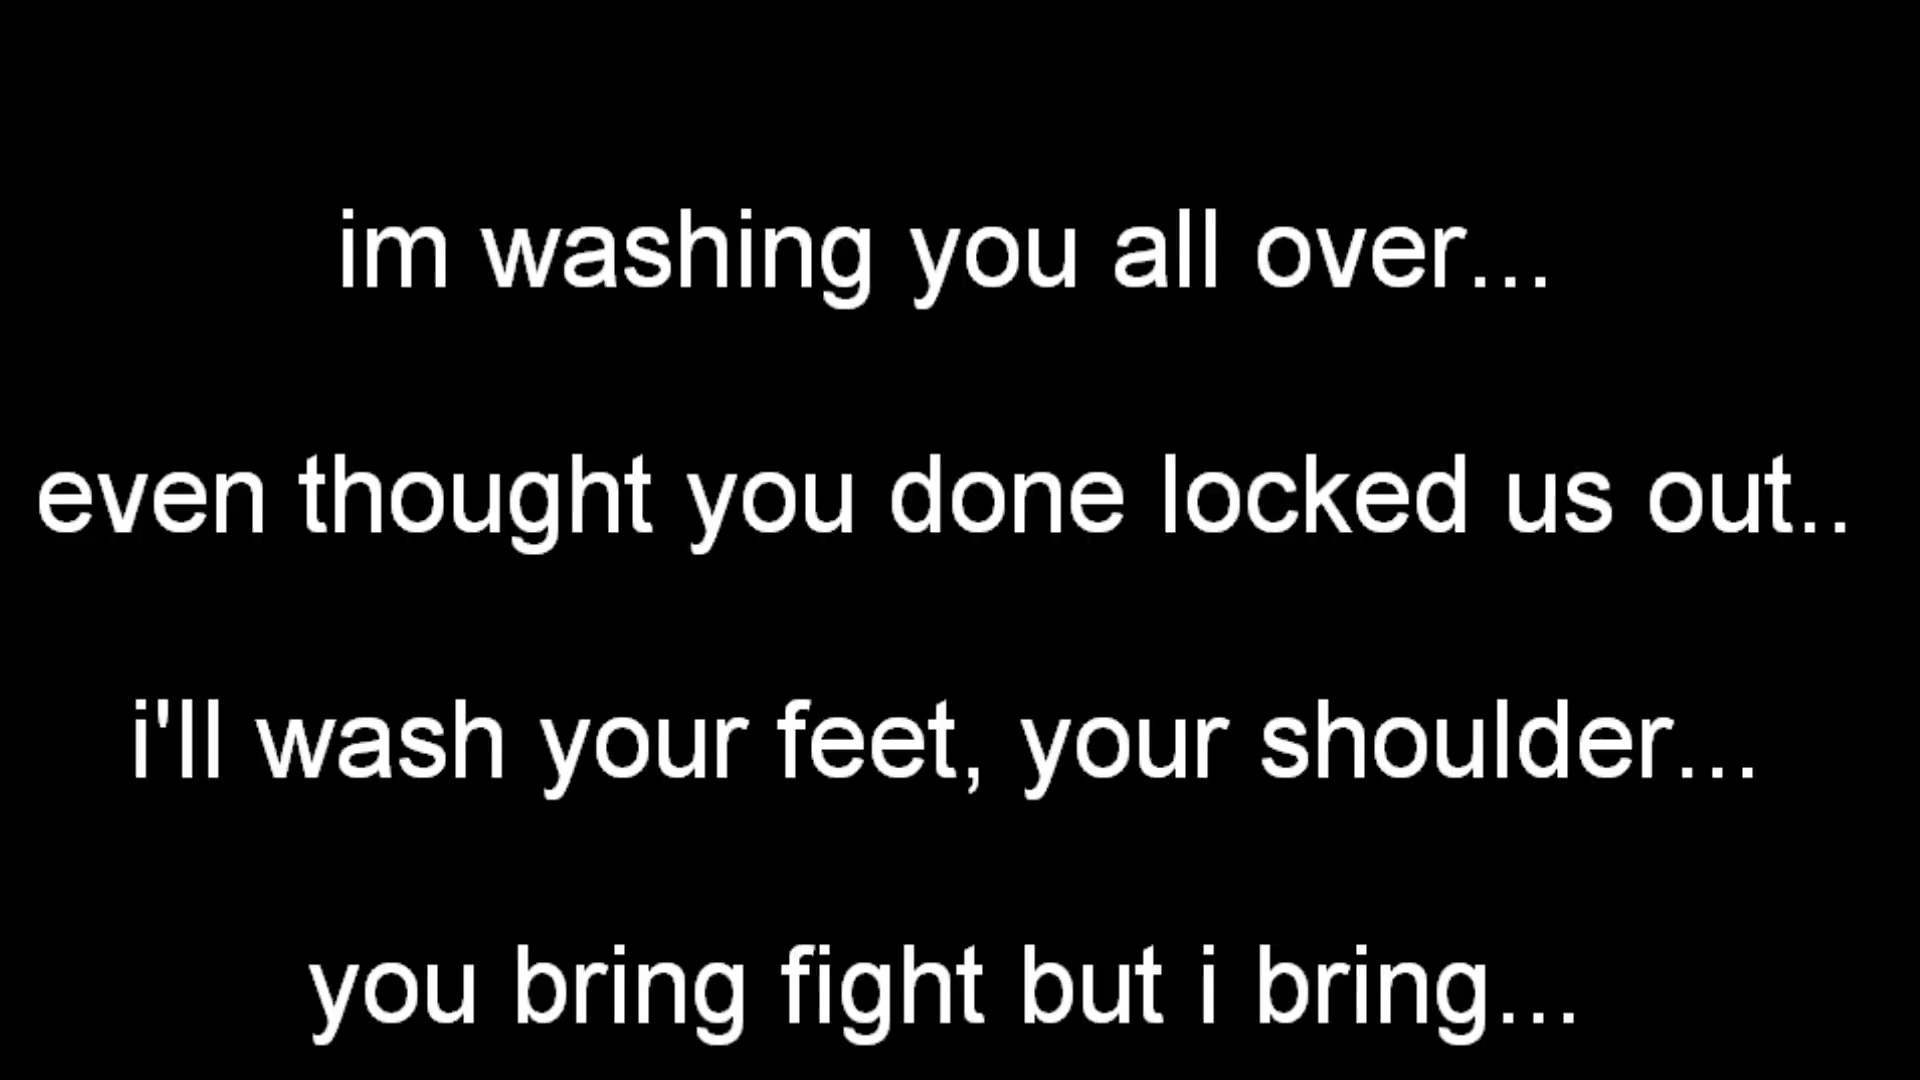 im washing you all over...
even thought you done locked us out..
i'll wash your feet, your shoulder...
you bring fight but i bring...